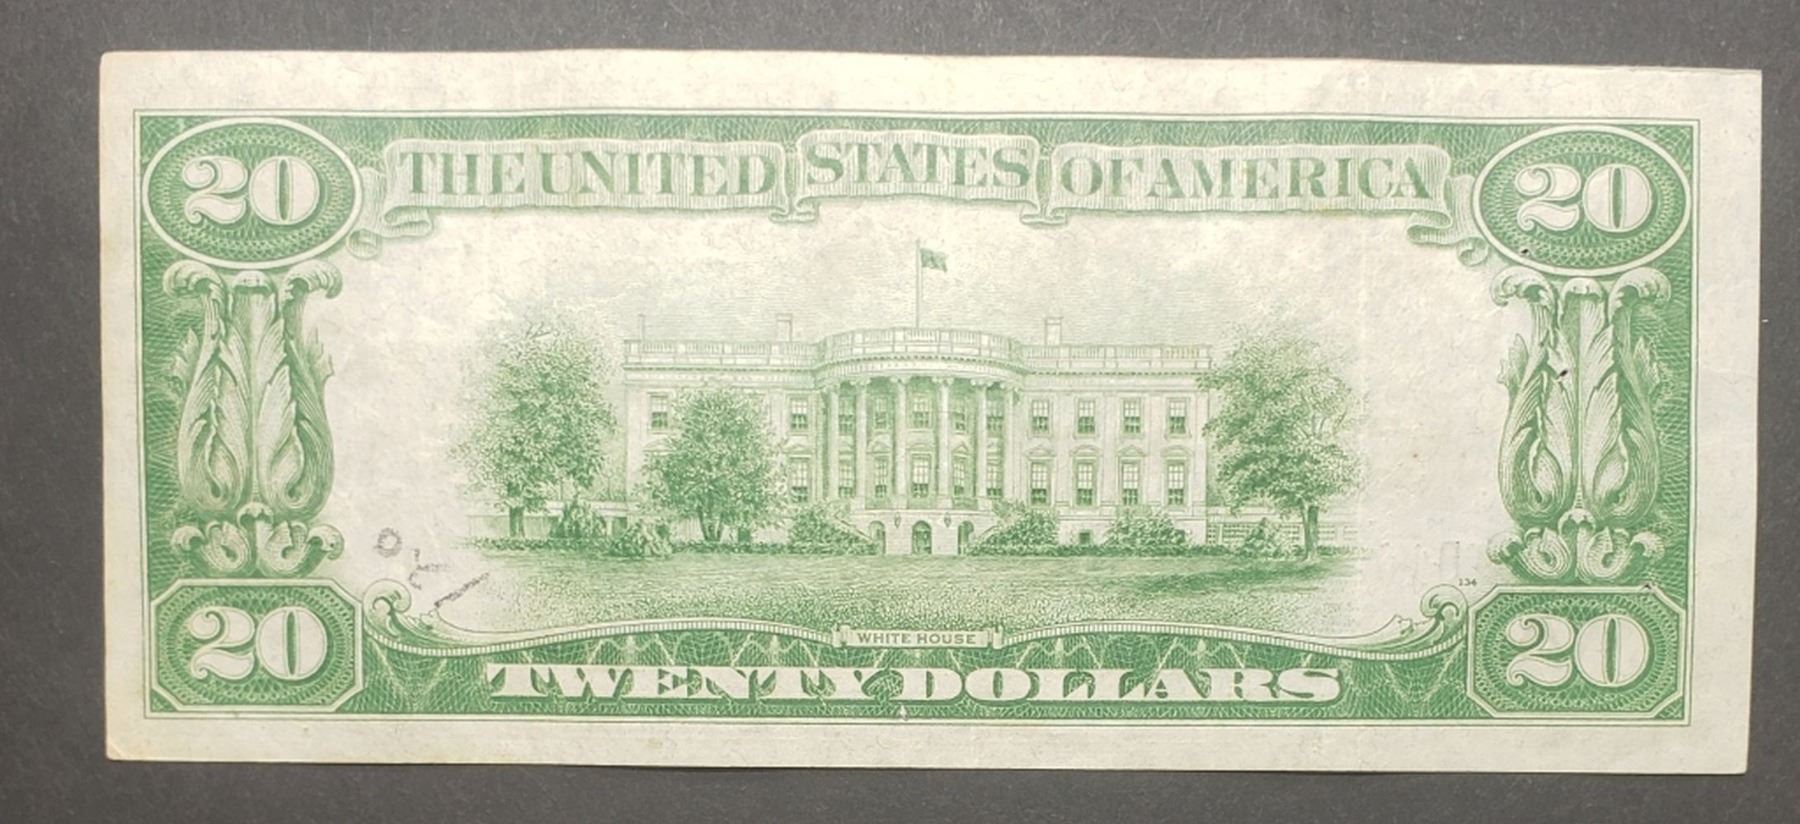 20 THE UNITED STATES OF AMERICA 20
134
WHITE HOUSE
20 TWENTY DOLLARS 20